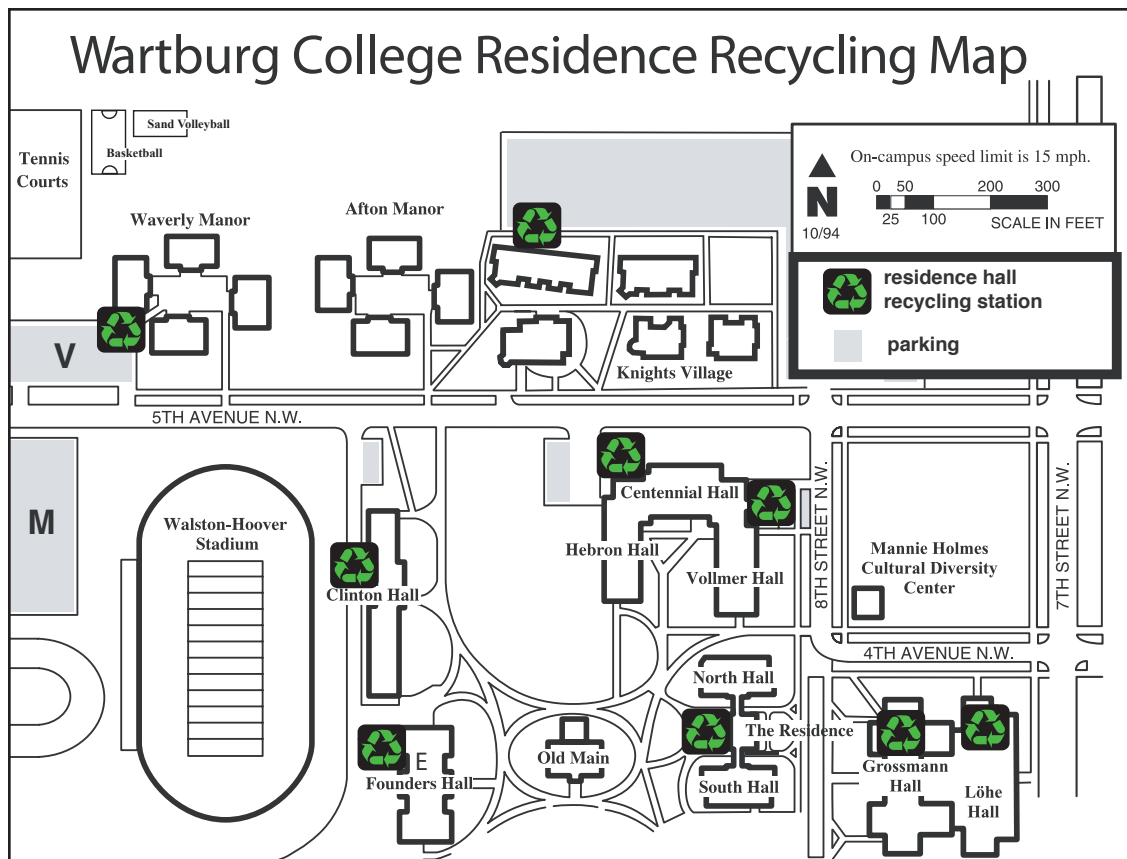 Wartburg College Residence Recycling Map
Sand Volleyball
Basketball
Tennis
Courts
On-campus speed limit is 15 mph.
N
10/94
0 50 200 300
25 100
SCALE IN FEET
Waverly Manor
Afton Manor
residence hall
recycling station
parking
V
Knights Village
5TH AVENUE N.W.
M
Walston-Hoover
Stadium
Centennial Hall
Hebron Hall
Vollmer Hall
8TH STREET N.W.
7TH STREET N.W.
Mannie Holmes
Cultural Diversity
Center
Clinton Hall
4TH AVENUE N.W.
North Hall
The Residence
South Hall
Old Main
E
Founders Hall
Grossmann
Hall
Löhe
Hall